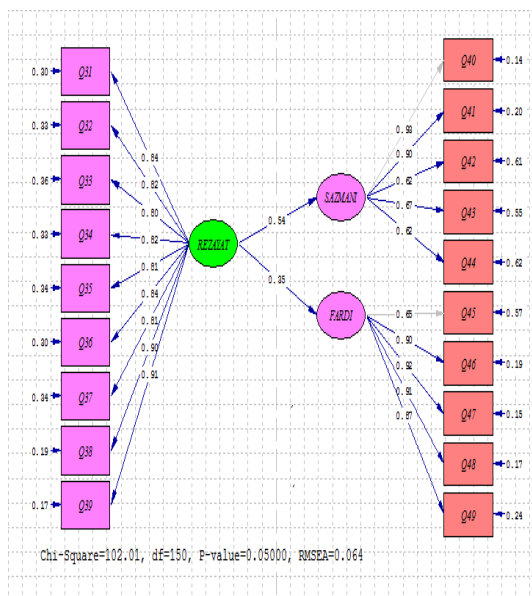 Q31
Q32
Q33
Q34
Q35
Q36
Q37
Q38
Q39
0.30
0.33
0.36
0.33
0.34
0.30
0.34
0.19
0.17
0.84
0.82
0.80
0.82
0.81
0.84
0.81
0.90
0.91
REZAYAT
0.54
0.35
SAZMANI
FARDI
0.93
0.90
0.62
0.67
0.62
0.65
0.90
0.92
0.91
0.87
Q40
Q41
Q42
Q43
Q44
Q45
Q46
Q47
Q48
Q49
0.14
0.20
0.61
0.55
0.62
0.57
0.19
0.15
0.17
0.24
Chi-Square=102.01, df=150, P-value=0.05000, RMSEA=0.064